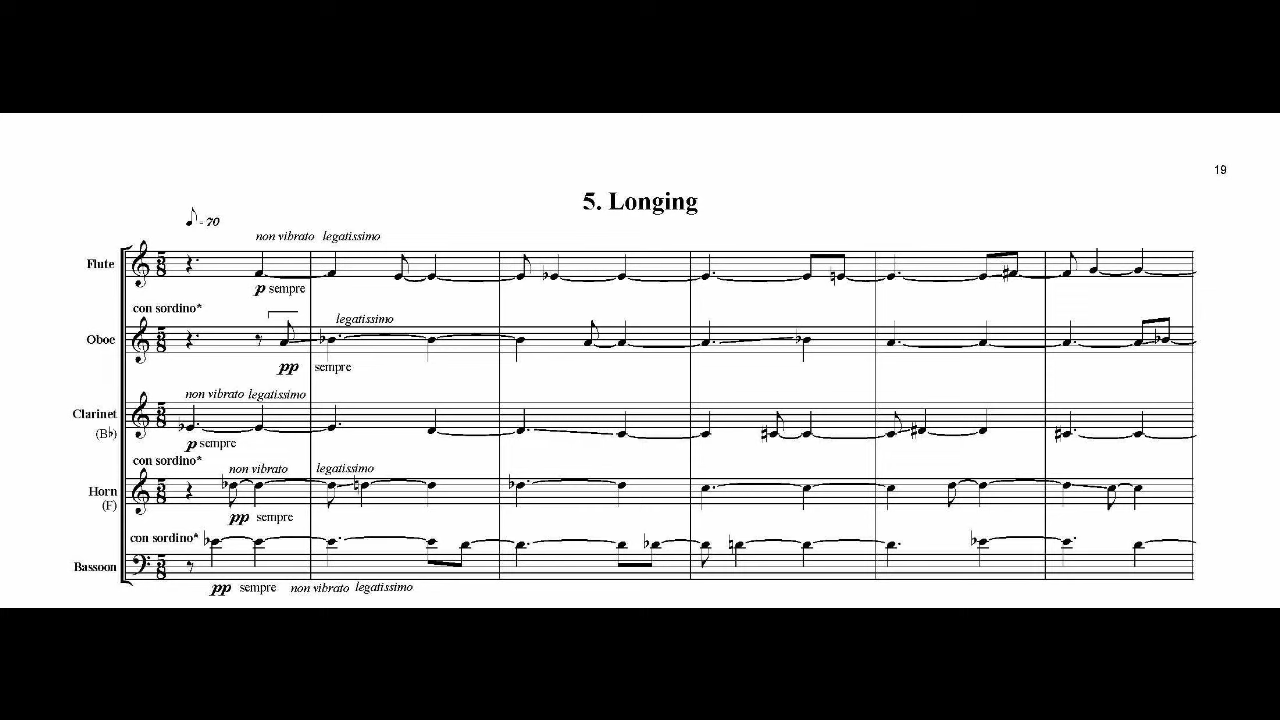 19
5. Longing
♪ = 70
non vibrato legatissimo
Flute
p sempre
con sordino*
legatissimo
Oboe
pp sempre
non vibrato legatissimo
Clarinet
(B♭)
p sempre
con sordino*
non vibrato legatissimo
Horn
(F)
pp sempre
con sordino*
Bassoon
pp sempre non vibrato legatissimo